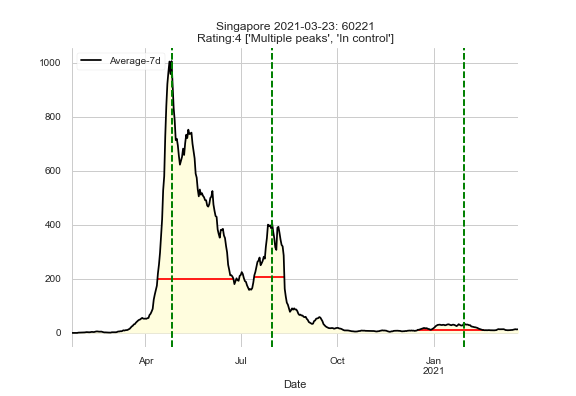 Singapore 2021-03-23: 60221
Rating:4 ['Multiple peaks', 'In control']
Average-7d
1000
800
600
400
200
0
Apr
Jul
Oct
Jan
2021
Date